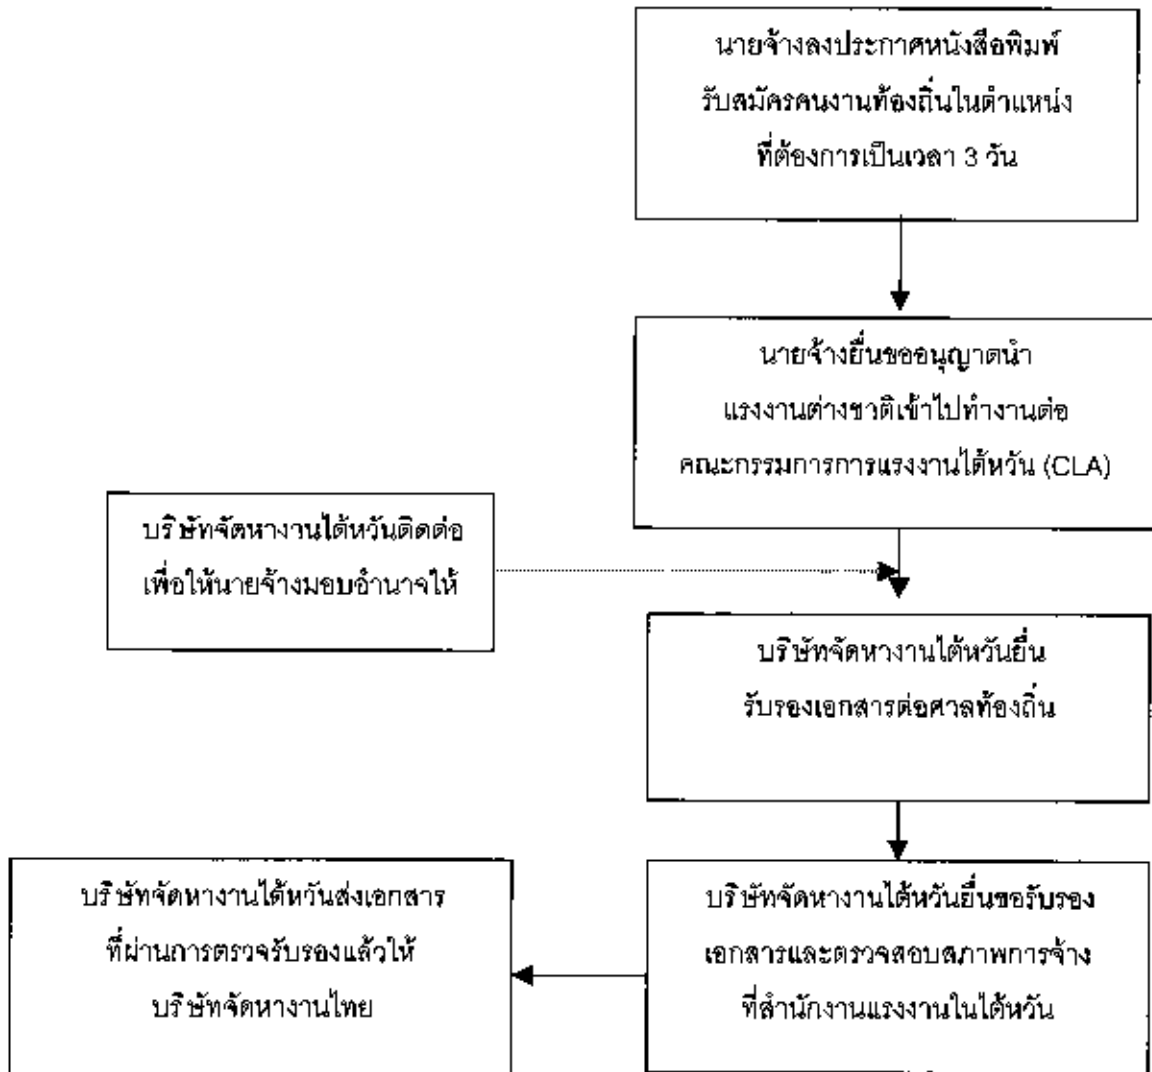 นายจ้างลงประกาศหนังสือพิมพ์
รับสมัครคนงานท้องถิ่นในตำแหน่ง
ที่ต้องการเป็นเวลา 3 วัน
นายจ้างยื่นขออนุญาตนำ
แรงงานต่างชาติเข้าไปทำงานต่อ
คณะกรรมการการแรงงานไต้หวัน (CLA)
บริษัทจัดหางานไต้หวันติดต่อ
เพื่อให้นายจ้างมอบอำนาจให้
บริษัทจัดหางานไต้หวันยื่น
รับรองเอกสารต่อศาลท้องถิ่น
บริษัทจัดหางานไต้หวันยื่นขอรับรอง
เอกสารและตรวจสอบสภาพการจ้าง
ที่สำนักงานแรงงานในไต้หวัน
บริษัทจัดหางานไต้หวันส่งเอกสาร
ที่ผ่านการตรวจรับรองแล้วให้
บริษัทจัดหางานไทย